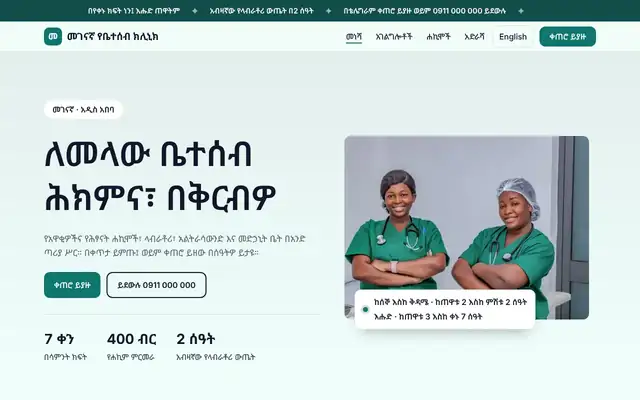 በየቀኑ ክፍት ነን፤ እሑድ ጠዋትም ✦ አብዛኛው የላብራቶሪ ውጤት በ2 ሰዓት ✦ በቴሌግራም ቀጠሮ ይያዙ ወይም 0911 000 000 ይደውሉ ✦
መ መገናኛ የቤተሰብ ክሊኒክ
መነሻ
አገልግሎቶች
ሐኪሞች
አድራሻ
English
ቀጠሮ ይያዙ
መገናኛ · አዲስ አበባ
ለመላው ቤተሰብ
ሕክምና፣ በቅርብዎ
የአዋቂዎችና የሕፃናት ሐኪሞች፣ ላብራቶሪ፣ አልትራሳውንድ እና መድኃኒት ቤት በአንድ
ጣሪያ ሥር። በቀጥታ ይምጡ፤ ወይም ቀጠሮ ይዘው በሰዓትዎ ይታዩ።
ቀጠሮ ይያዙ
ይደውሉ 0911 000 000
ከሰኞ እስከ ቅዳሜ · ከጠዋቱ 2 እስከ ምሽቱ 2 ሰዓት
እሑድ · ከጠዋቱ 3 እስከ ቀኑ 7 ሰዓት
7 ቀን
በሳምንት ክፍት
400 ብር
የሐኪም ምርመራ
2 ሰዓት
አብዛኛው የላብራቶሪ ውጤት